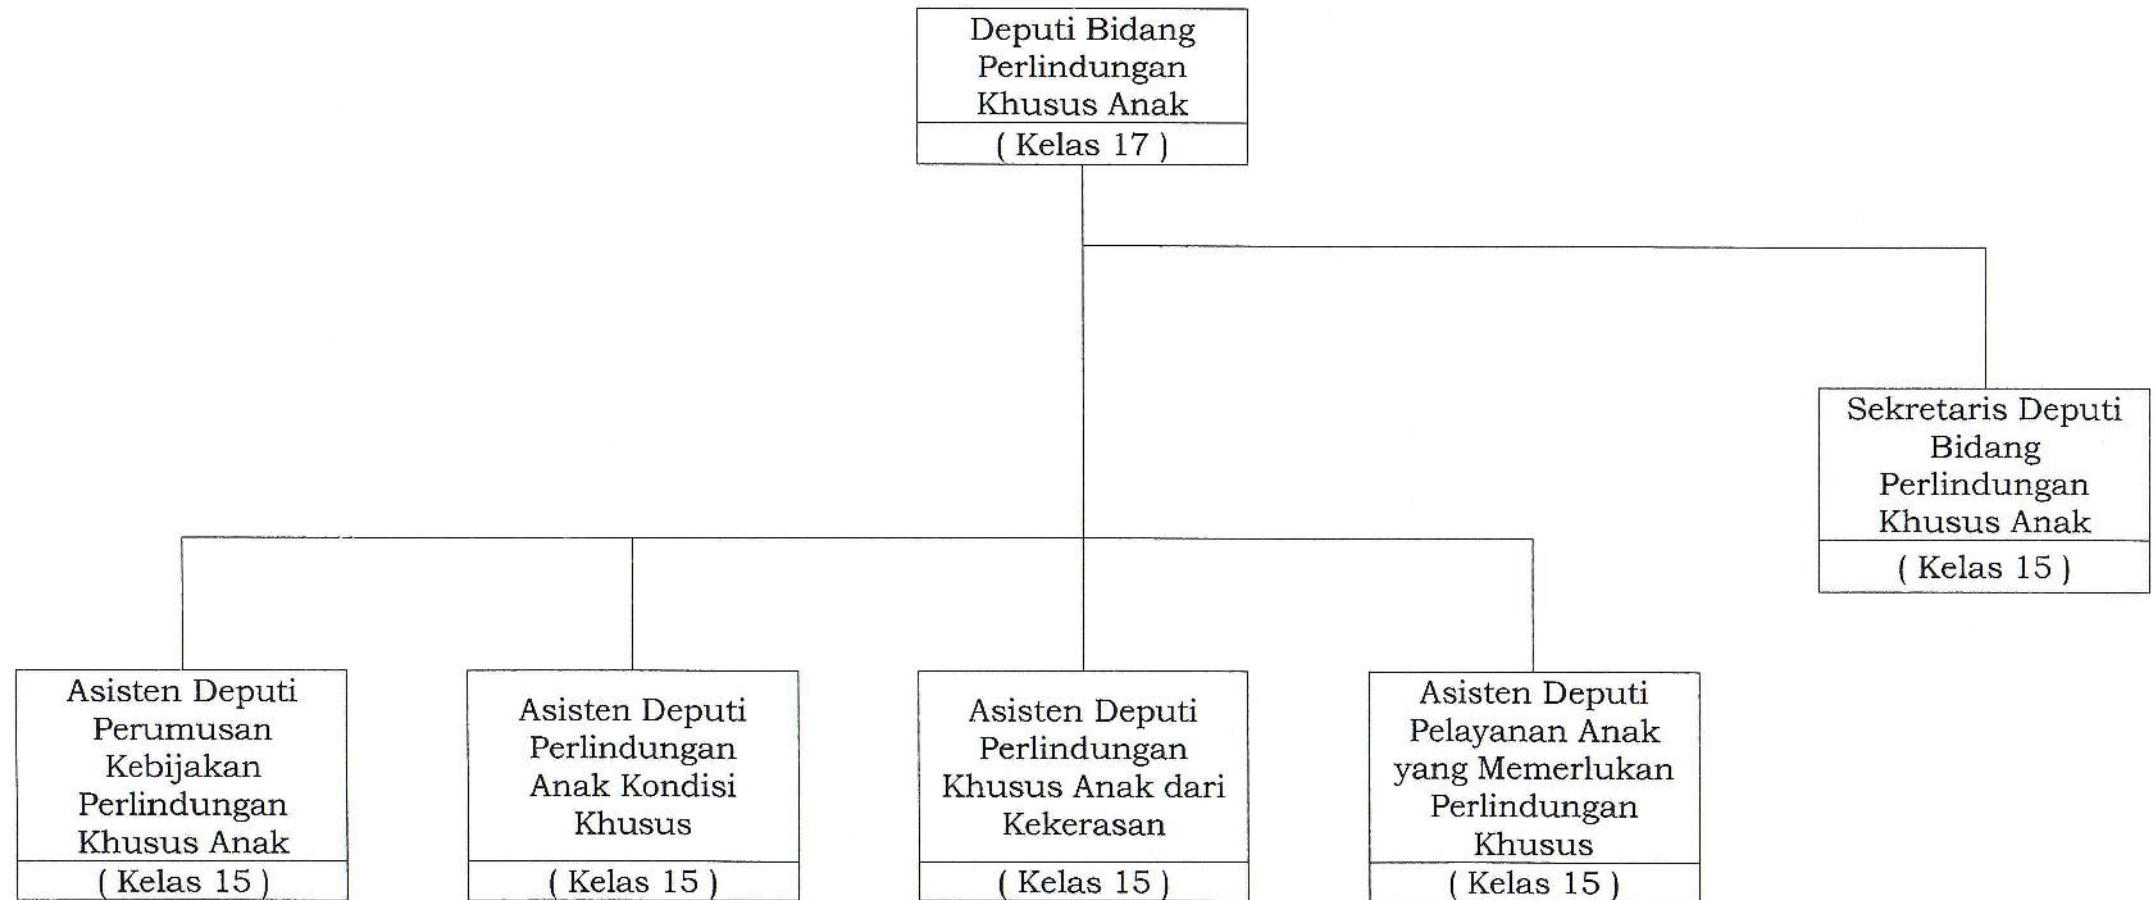 Deputi Bidang
Perlindungan
Khusus Anak
( Kelas 17 )
Sekretaris Deputi
Bidang
Perlindungan
Khusus Anak
( Kelas 15 )
Asisten Deputi
Perumusan
Kebijakan
Perlindungan
Khusus Anak
( Kelas 15 )
Asisten Deputi
Perlindungan
Anak Kondisi
Khusus
( Kelas 15 )
Asisten Deputi
Perlindungan
Khusus Anak dari
Kekerasan
( Kelas 15 )
Asisten Deputi
Pelayanan Anak
yang Memerlukan
Perlindungan
Khusus
( Kelas 15 )